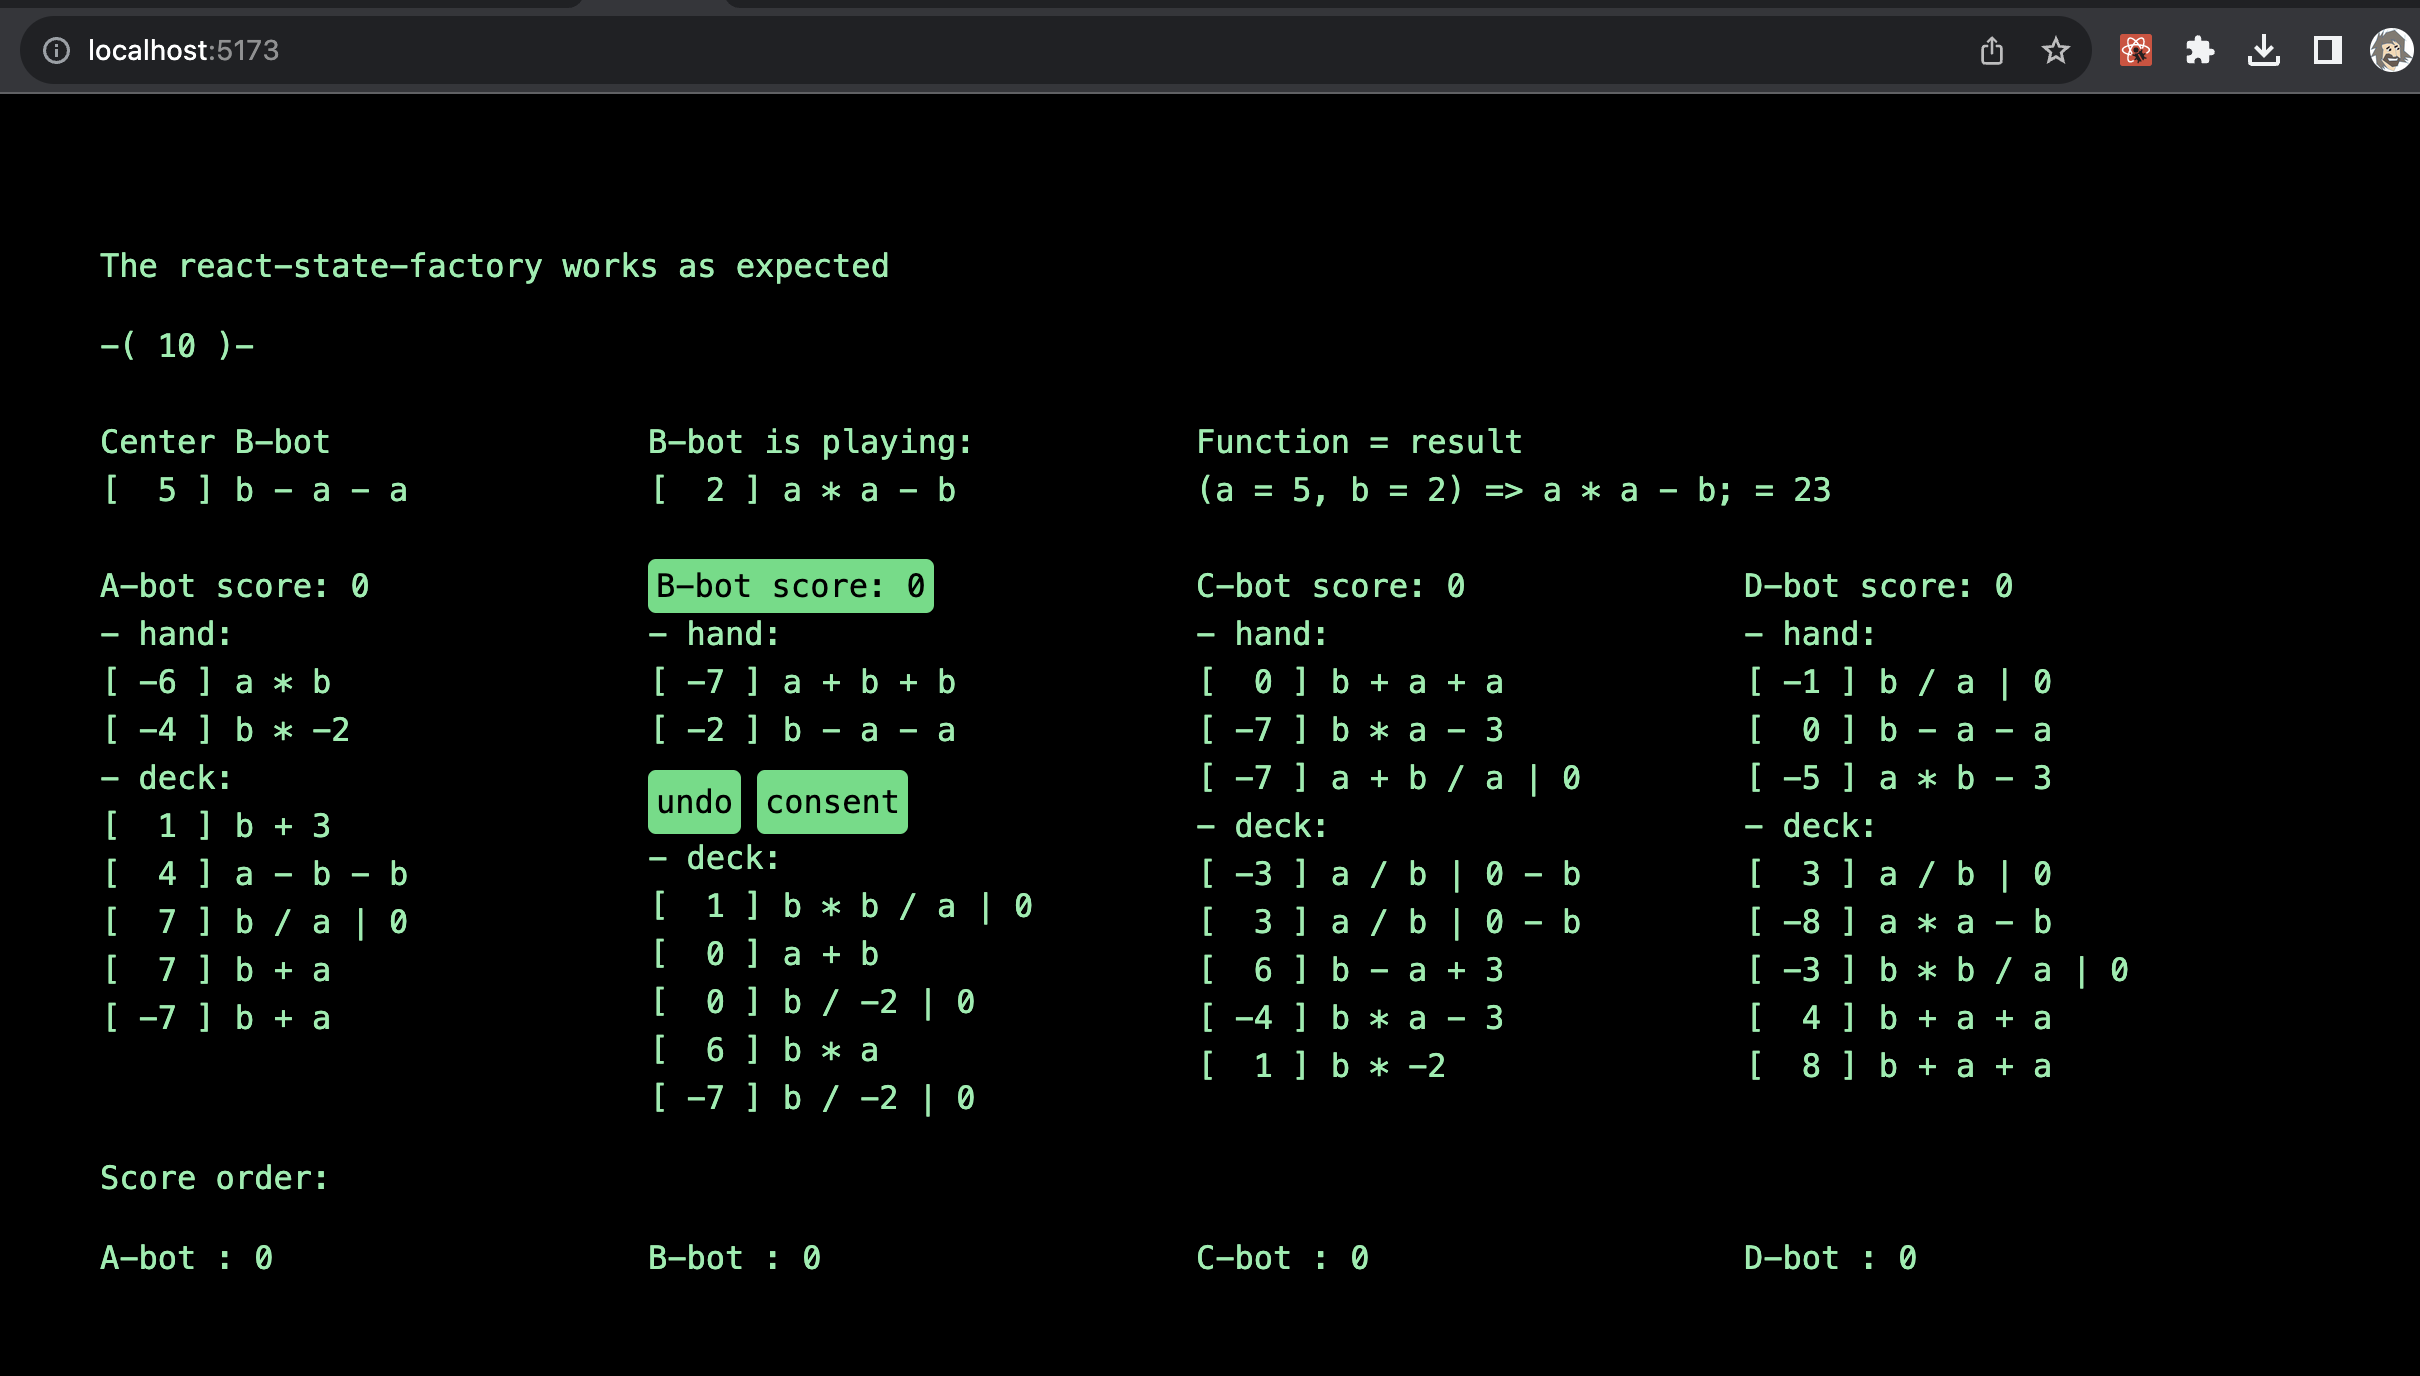 localhost:5173
The react-state-factory works as expected
-( 10 )-
Center B-bot
[  5 ] b - a - a
B-bot is playing:
[  2 ] a * a - b
Function = result
(a = 5, b = 2) => a * a - b; = 23
A-bot score: 0
- hand:
[ -6 ] a * b
[ -4 ] b * -2
- deck:
[  1 ] b + 3
[  4 ] a - b - b
[  7 ] b / a | 0
[  7 ] b + a
[ -7 ] b + a
B-bot score: 0
- hand:
[ -7 ] a + b + b
[ -2 ] b - a - a
undo consent
- deck:
[  1 ] b * b / a | 0
[  0 ] a + b
[  0 ] b / -2 | 0
[  6 ] b * a
[ -7 ] b / -2 | 0
C-bot score: 0
- hand:
[  0 ] b + a + a
[ -7 ] b * a - 3
[ -7 ] a + b / a | 0
- deck:
[ -3 ] a / b | 0 - b
[  3 ] a / b | 0 - b
[  6 ] b - a + 3
[ -4 ] b * a - 3
[  1 ] b * -2
D-bot score: 0
- hand:
[ -1 ] b / a | 0
[  0 ] b - a - a
[ -5 ] a * b - 3
- deck:
[  3 ] a / b | 0
[ -8 ] a * a - b
[ -3 ] b * b / a | 0
[  4 ] b + a + a
[  8 ] b + a + a
Score order:
A-bot : 0
B-bot : 0
C-bot : 0
D-bot : 0